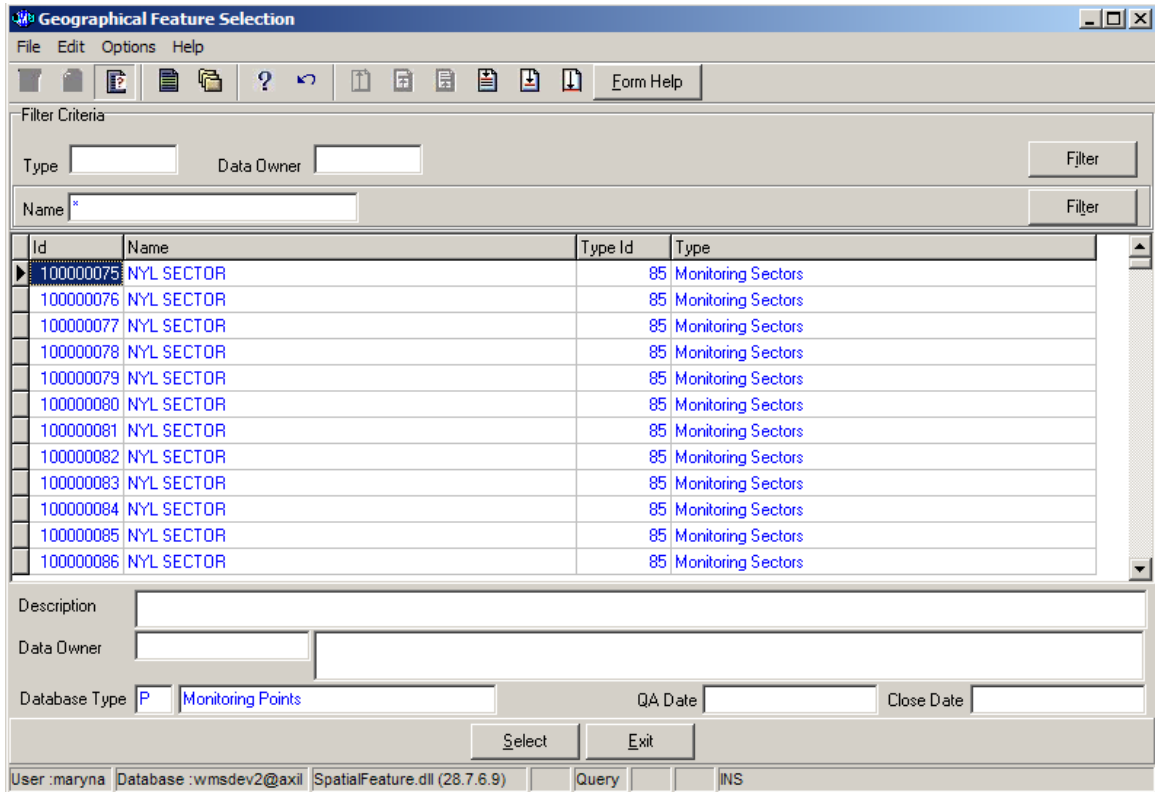 Geographical Feature Selection
File Edit Options Help
? Form Help
Filter Criteria
Type Data Owner Filter
Name * Filter
Id Name Type Id Type
100000075 NYL SECTOR 85 Monitoring Sectors
100000076 NYL SECTOR 85 Monitoring Sectors
100000077 NYL SECTOR 85 Monitoring Sectors
100000078 NYL SECTOR 85 Monitoring Sectors
100000079 NYL SECTOR 85 Monitoring Sectors
100000080 NYL SECTOR 85 Monitoring Sectors
100000081 NYL SECTOR 85 Monitoring Sectors
100000082 NYL SECTOR 85 Monitoring Sectors
100000083 NYL SECTOR 85 Monitoring Sectors
100000084 NYL SECTOR 85 Monitoring Sectors
100000085 NYL SECTOR 85 Monitoring Sectors
100000086 NYL SECTOR 85 Monitoring Sectors
Description
Data Owner
Database Type P Monitoring Points QA Date Close Date
Select Exit
User :maryna Database :wmsdev2@axil SpatialFeature.dll (28.7.6.9) Query INS